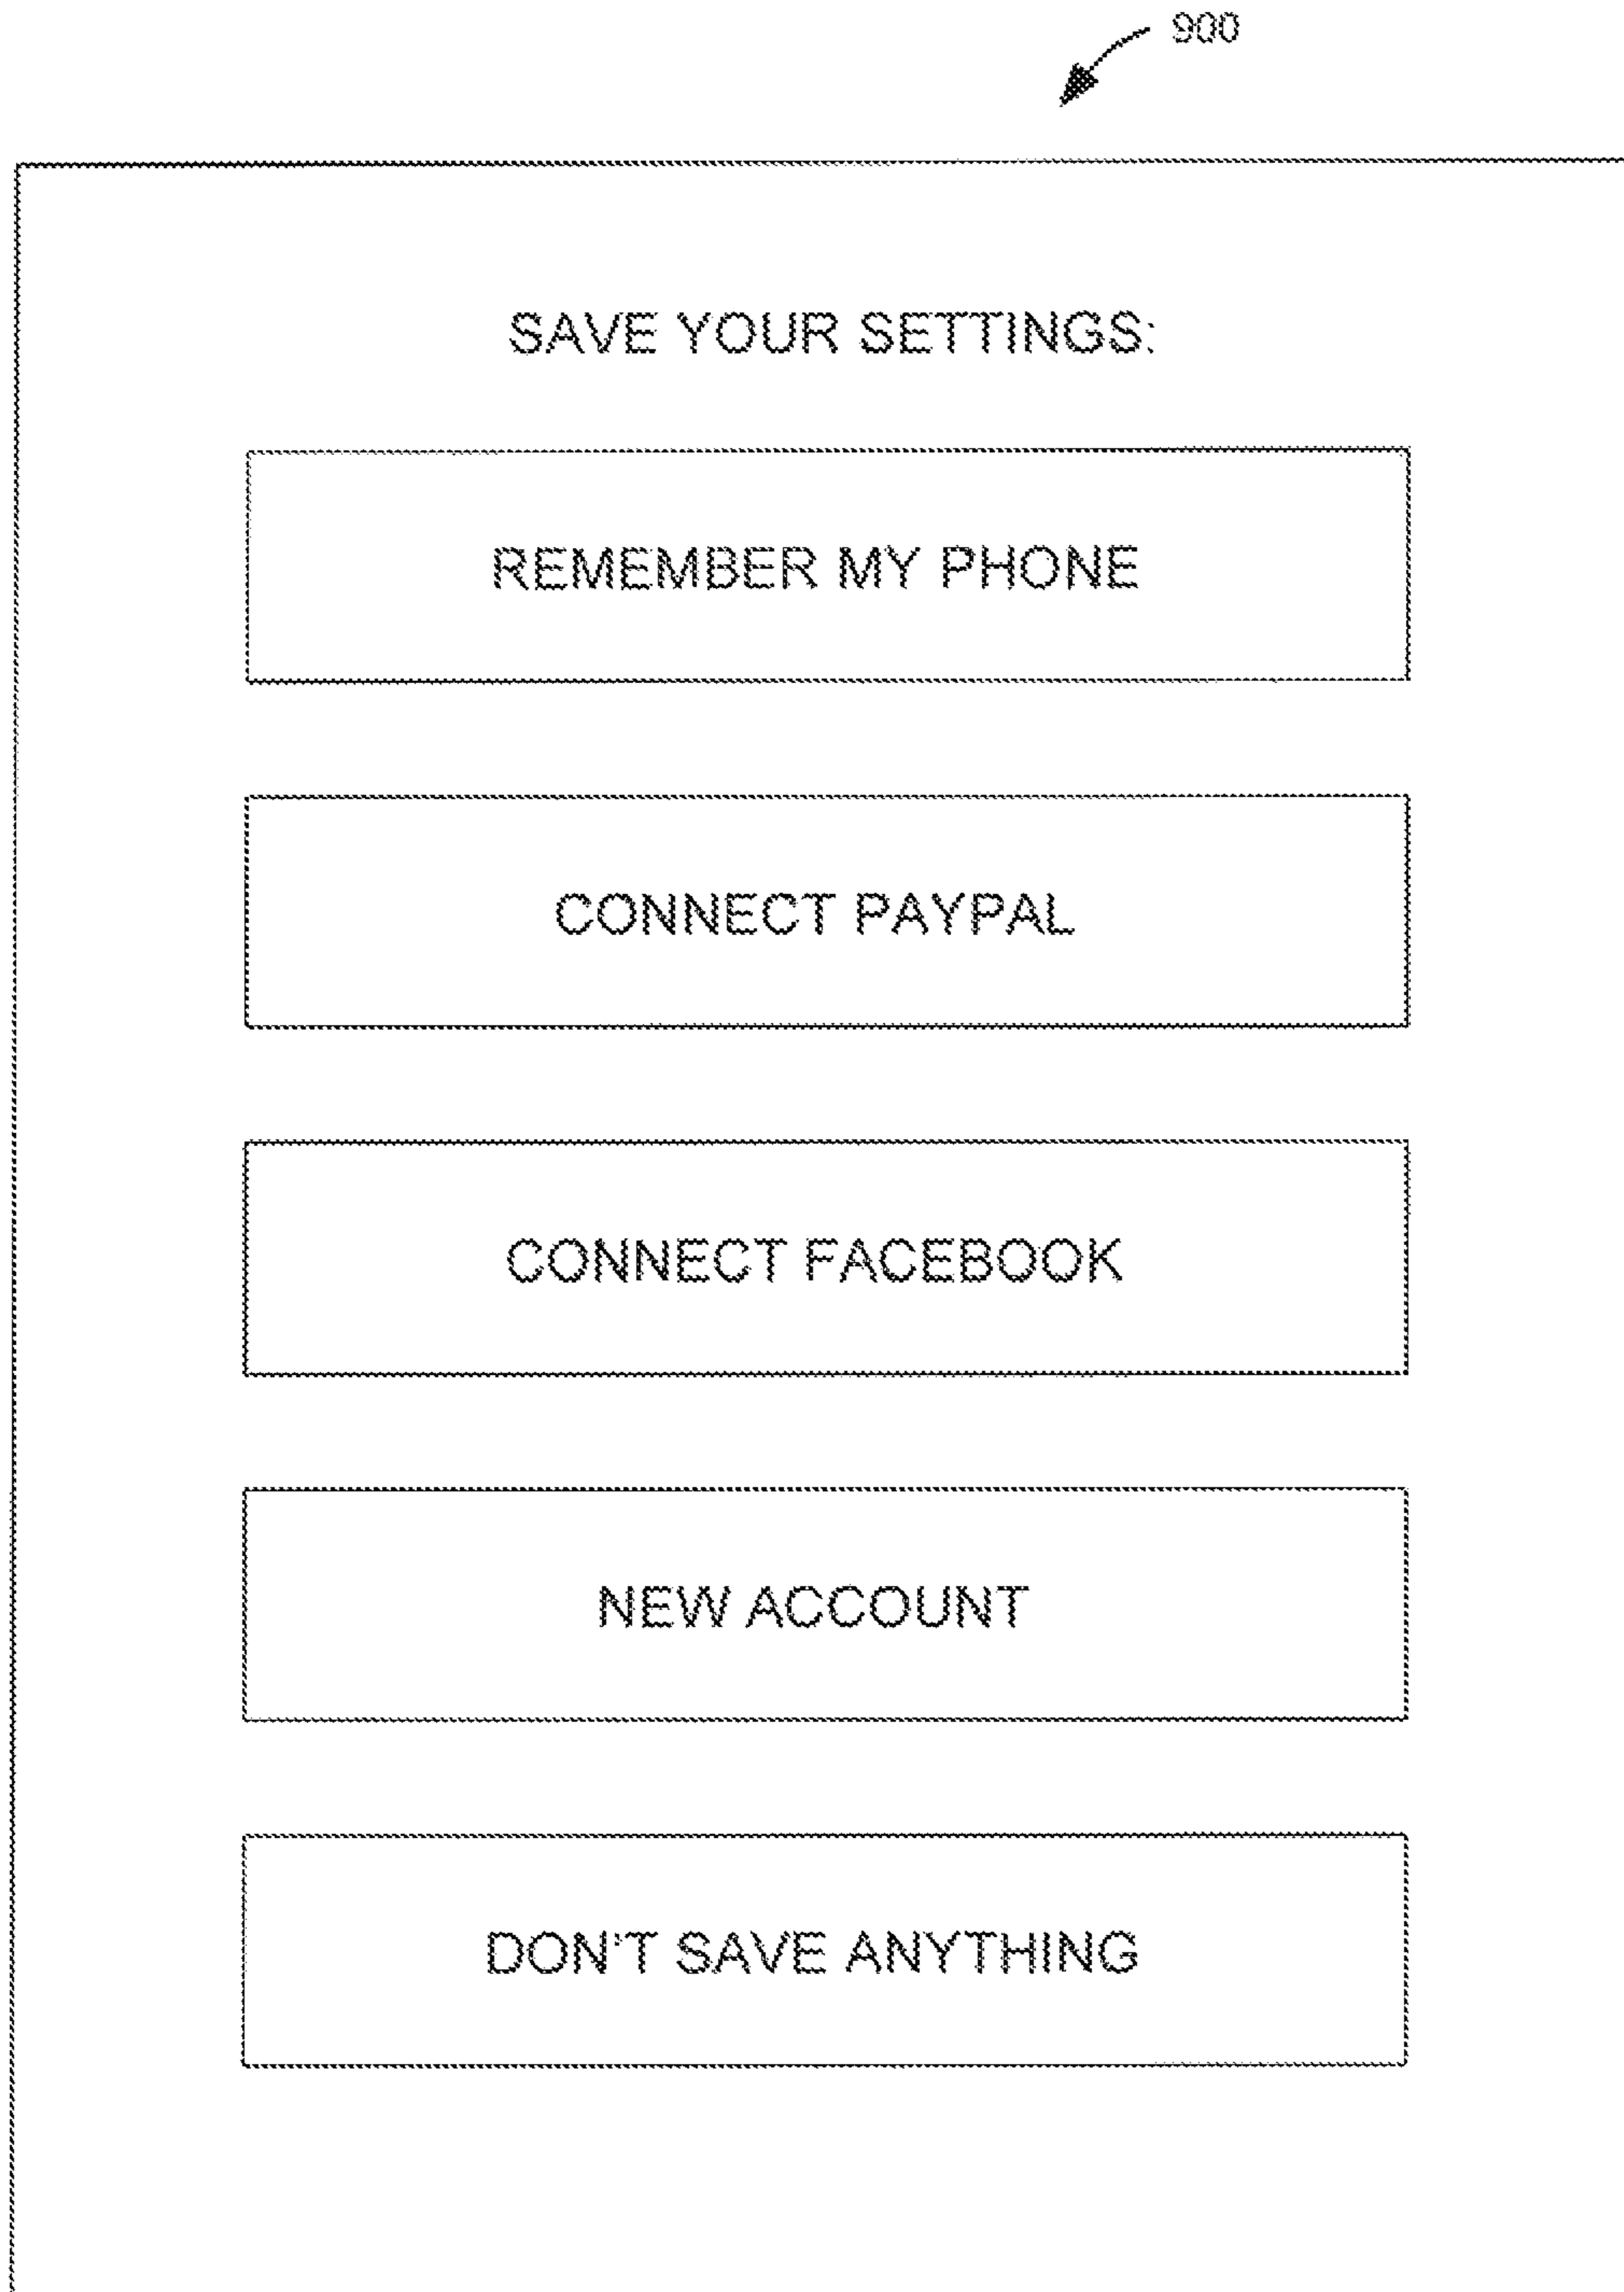 900
SAVE YOUR SETTINGS:
REMEMBER MY PHONE
CONNECT PAYPAL
CONNECT FACEBOOK
NEW ACCOUNT
DON'T SAVE ANYTHING